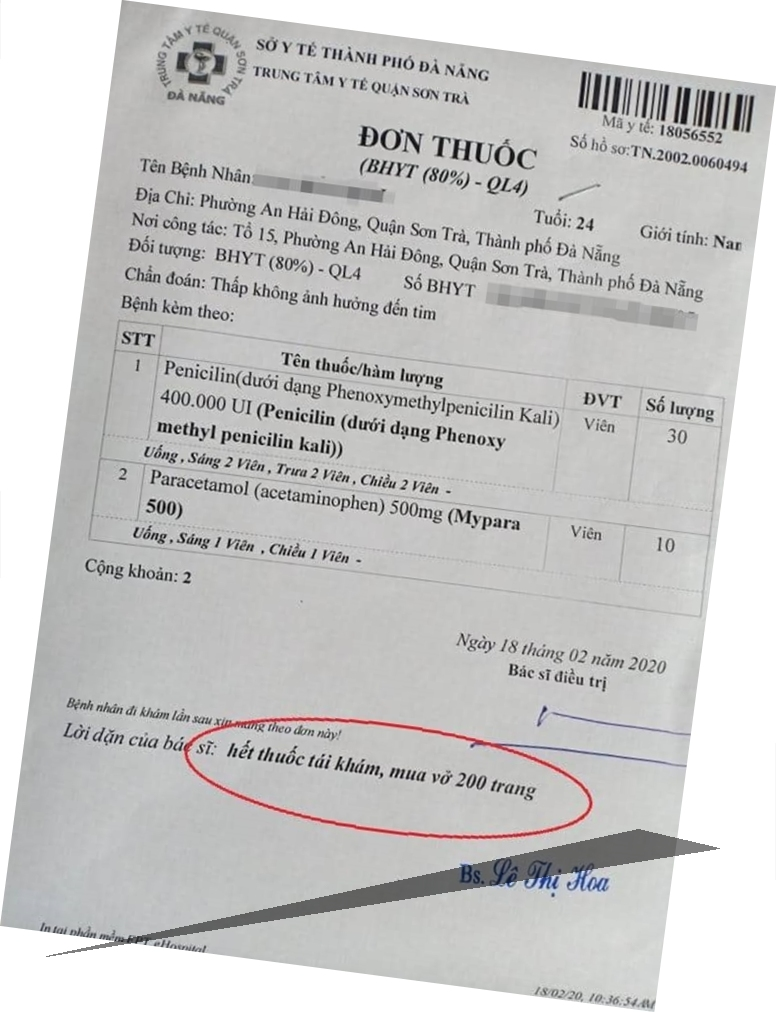 TRUNG TÂM Y TẾ QUẬN SƠN TRÀ
ĐÀ NẴNG
SỞ Y TẾ THÀNH PHỐ ĐÀ NẴNG
TRUNG TÂM Y TẾ QUẬN SƠN TRÀ
Mã y tế: 18056552
Số hồ sơ:TN.2002.0060494
ĐƠN THUỐC
(BHYT (80%) - QL4)
Tên Bệnh Nhân:
Tuổi: 24 Giới tính: Nam
Địa Chỉ: Phường An Hải Đông, Quận Sơn Trà, Thành phố Đà Nẵng
Nơi công tác: Tổ 15, Phường An Hải Đông, Quận Sơn Trà, Thành phố Đà Nẵng
Đối tượng: BHYT (80%) - QL4 Số BHYT
Chẩn đoán: Thấp không ảnh hưởng đến tim
Bệnh kèm theo:
STT Tên thuốc/hàm lượng ĐVT Số lượng
1 Penicilin(dưới dạng Phenoxymethylpenicilin Kali) Viên 30
400.000 UI (Penicilin (dưới dạng Phenoxy
methyl penicilin kali))
Uống , Sáng 2 Viên , Trưa 2 Viên , Chiều 2 Viên -
2 Paracetamol (acetaminophen) 500mg (Mypara Viên 10
500)
Uống , Sáng 1 Viên , Chiều 1 Viên -
Cộng khoản: 2
Ngày 18 tháng 02 năm 2020
Bác sĩ điều trị
Bệnh nhân đi khám lần sau xin mang theo đơn này!
Lời dặn của bác sĩ: hết thuốc tái khám, mua vở 200 trang
Bs. Lê Thị Hoa
In tại phần mềm FPT.eHospital
18/02/20, 10:36:54AM